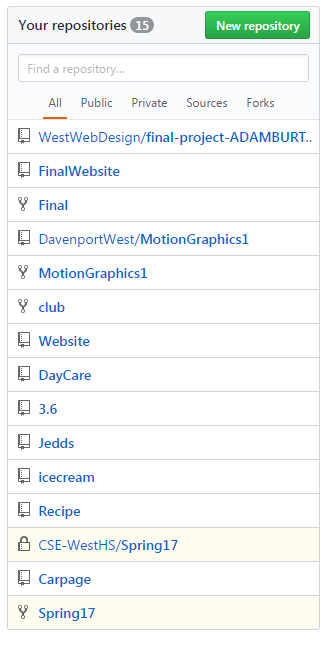 Your repositories 15 New repository
Find a repository...
All Public Private Sources Forks
WestWebDesign/final-project-ADAMBURT...
FinalWebsite
Final
DavenportWest/MotionGraphics1
MotionGraphics1
club
Website
DayCare
3.6
Jedds
icecream
Recipe
CSE-WestHS/Spring17
Carpage
Spring17